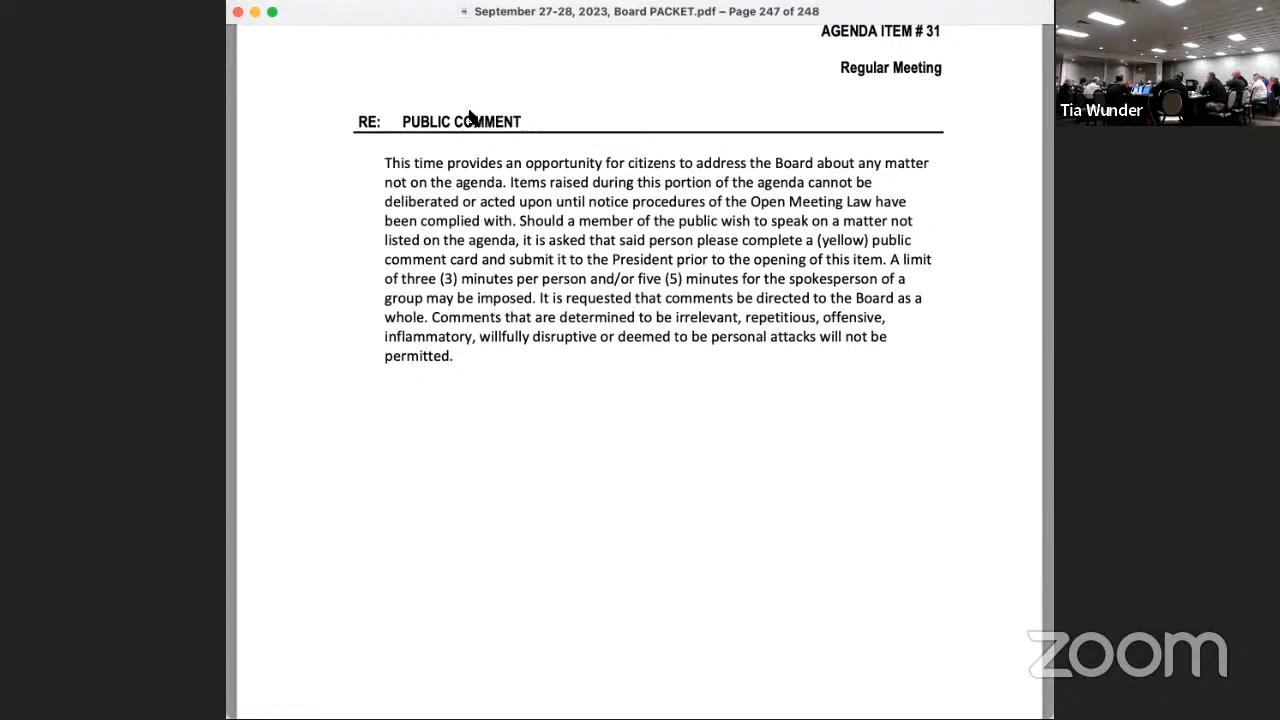 September 27-28, 2023, Board PACKET.pdf – Page 247 of 248
AGENDA ITEM # 31
Regular Meeting
Tia Wunder
RE: PUBLIC COMMENT
This time provides an opportunity for citizens to address the Board about any matter
not on the agenda. Items raised during this portion of the agenda cannot be
deliberated or acted upon until notice procedures of the Open Meeting Law have
been complied with. Should a member of the public wish to speak on a matter not
listed on the agenda, it is asked that said person please complete a (yellow) public
comment card and submit it to the President prior to the opening of this item. A limit
of three (3) minutes per person and/or five (5) minutes for the spokesperson of a
group may be imposed. It is requested that comments be directed to the Board as a
whole. Comments that are determined to be irrelevant, repetitious, offensive,
inflammatory, willfully disruptive or deemed to be personal attacks will not be
permitted.
zoom